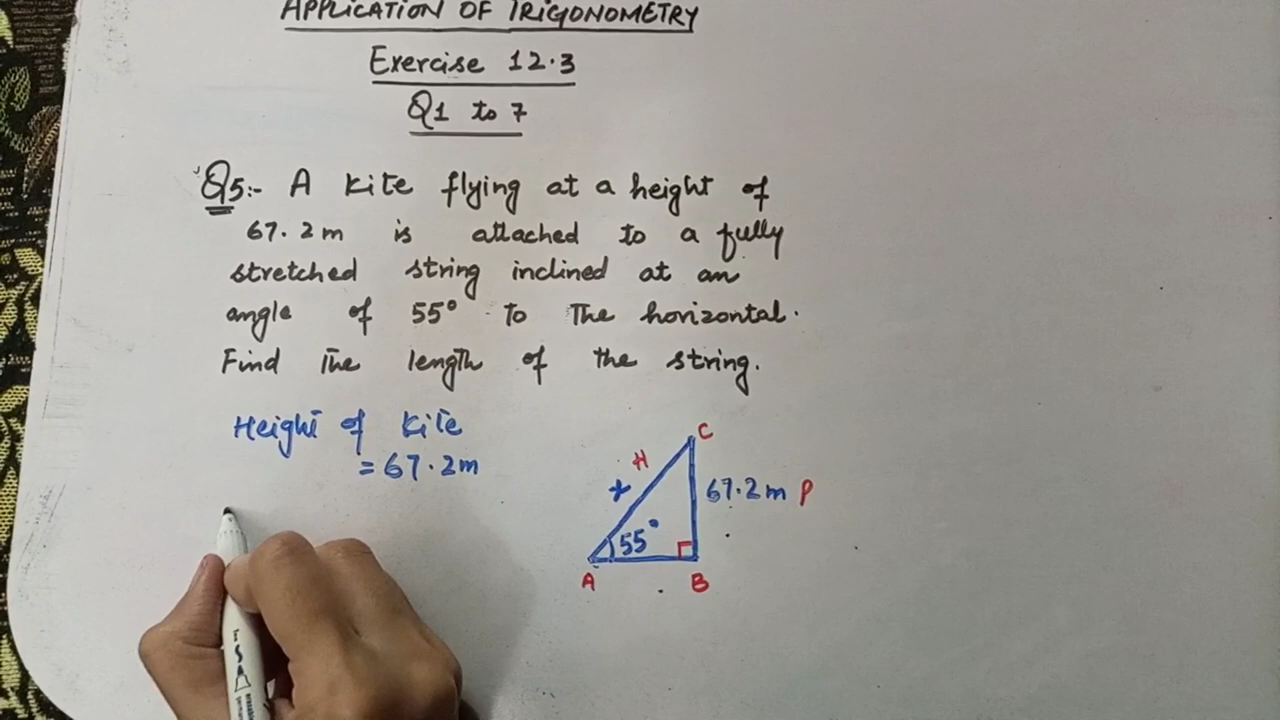 APPLICATION OF TRIGONOMETRY
Exercise 12.3
Q1 to 7
Q5:- A kite flying at a height of
67.2m is attached to a fully
stretched string inclined at an
angle of 55° to the horizontal.
Find the length of the string.
Height of kite
= 67.2m
C
H
x
67.2m P
55°
A B